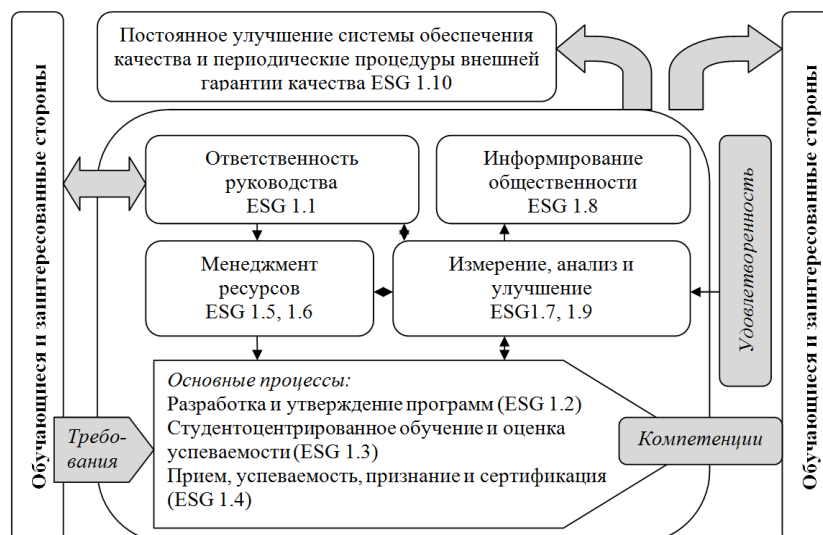 Обучающиеся и заинтересованные стороны
Постоянное улучшение системы обеспечения
качества и периодические процедуры внешней
гарантии качества ESG 1.10
Ответственность
руководства
ESG 1.1
Информирование
общественности
ESG 1.8
Менеджмент
ресурсов
ESG 1.5, 1.6
Измерение, анализ и
улучшение
ESG1.7, 1.9
Удовлетворенность
Требо-
вания
Основные процессы:
Разработка и утверждение программ (ESG 1.2)
Студентоцентрированное обучение и оценка
успеваемости (ESG 1.3)
Прием, успеваемость, признание и сертификация
(ESG 1.4)
Компетенции
Обучающиеся и заинтересованные стороны